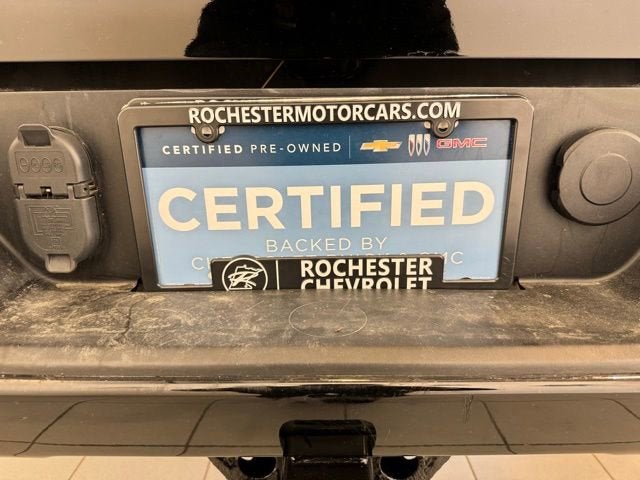 ROCHESTERMOTORCARS.COM
CERTIFIED PRE-OWNED GMC
CERTIFIED
BACKED BY
ROCHESTER
CHEVROLET